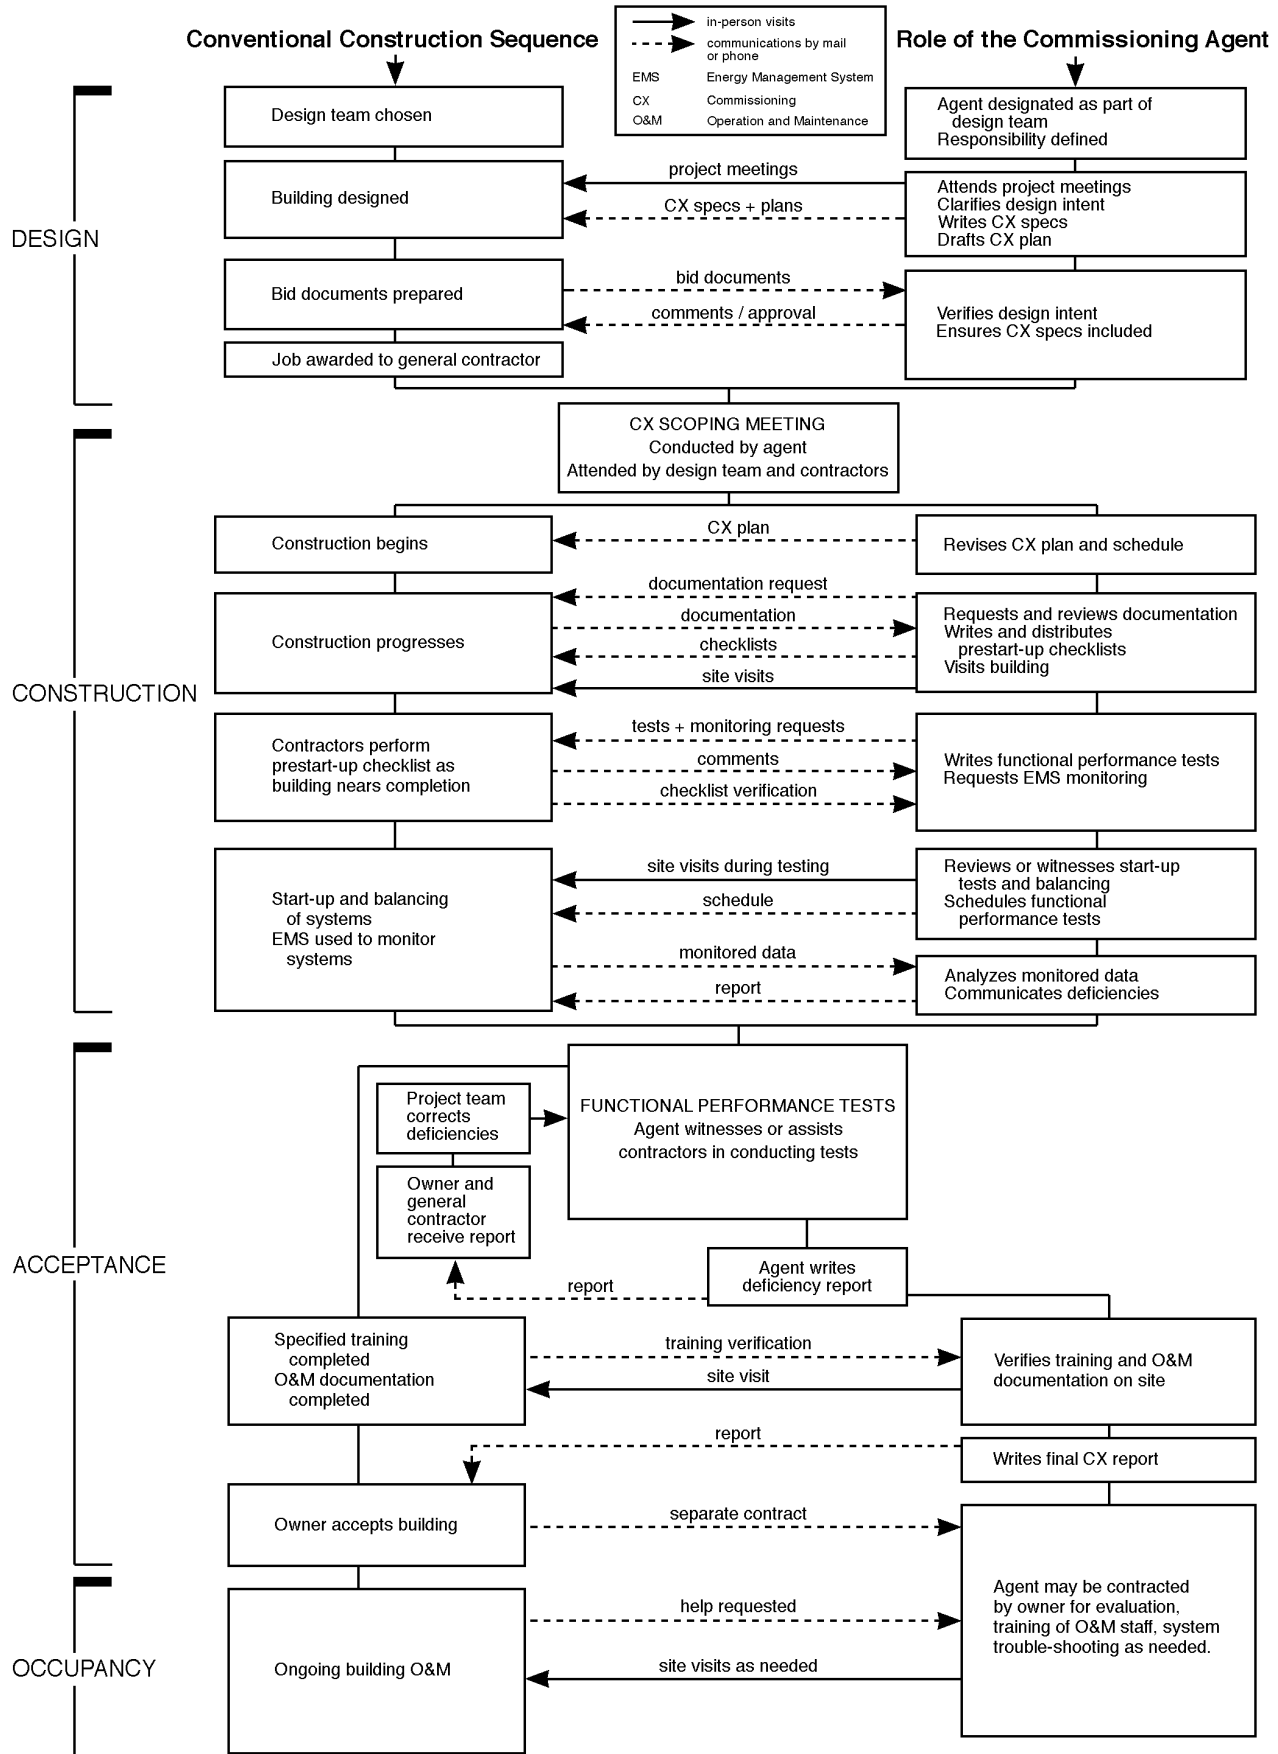 Conventional Construction Sequence
in-person visits
communications by mail
or phone
EMS Energy Management System
CX Commissioning
O&M Operation and Maintenance
Role of the Commissioning Agent
DESIGN
Design team chosen
Agent designated as part of
design team
Responsibility defined
Building designed
project meetings
CX specs + plans
Attends project meetings
Clarifies design intent
Writes CX specs
Drafts CX plan
Bid documents prepared
bid documents
comments / approval
Verifies design intent
Ensures CX specs included
Job awarded to general contractor
CX SCOPING MEETING
Conducted by agent
Attended by design team and contractors
CONSTRUCTION
Construction begins
CX plan
Revises CX plan and schedule
Construction progresses
documentation request
documentation
checklists
site visits
Requests and reviews documentation
Writes and distributes
prestart-up checklists
Visits building
Contractors perform
prestart-up checklist as
building nears completion
tests + monitoring requests
comments
checklist verification
Writes functional performance tests
Requests EMS monitoring
Start-up and balancing
of systems
EMS used to monitor
systems
site visits during testing
schedule
monitored data
report
Reviews or witnesses start-up
tests and balancing
Schedules functional
performance tests
Analyzes monitored data
Communicates deficiencies
ACCEPTANCE
Project team
corrects
deficiencies
Owner and
general
contractor
receive report
FUNCTIONAL PERFORMANCE TESTS
Agent witnesses or assists
contractors in conducting tests
report
Agent writes
deficiency report
Specified training
completed
O&M documentation
completed
training verification
site visit
Verifies training and O&M
documentation on site
report
Writes final CX report
Owner accepts building
separate contract
OCCUPANCY
Ongoing building O&M
help requested
site visits as needed
Agent may be contracted
by owner for evaluation,
training of O&M staff, system
trouble-shooting as needed.